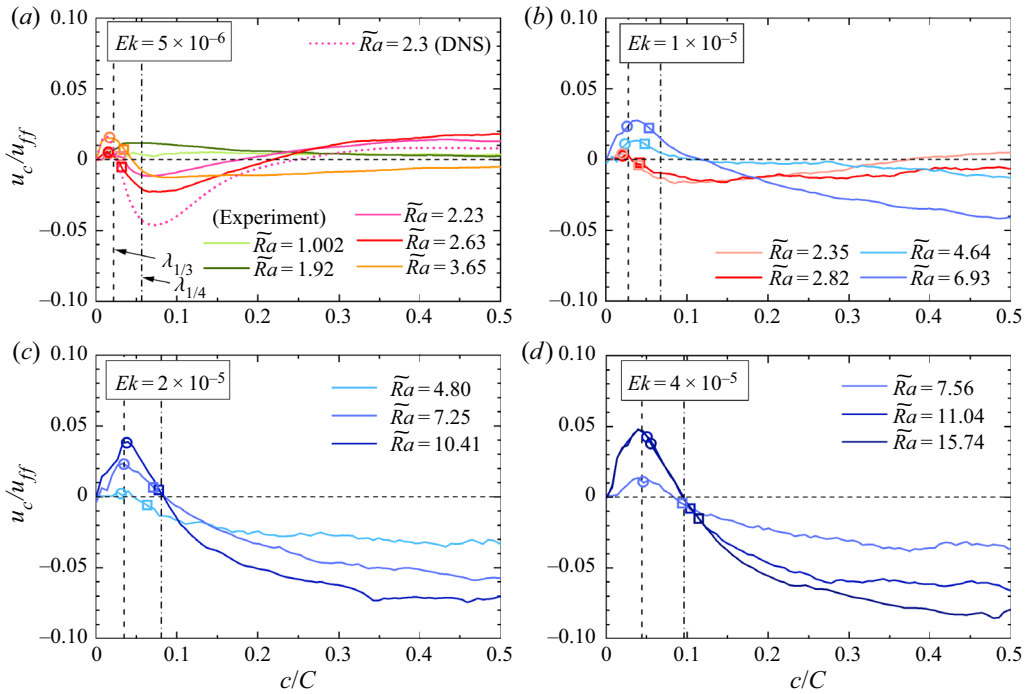 (a)
Ek = 5 × 10⁻⁶
R̃a = 2.3 (DNS)
0.10
0.05
0
−0.05
−0.10
u_c/u_ff
(Experiment)
R̃a = 1.002
R̃a = 1.92
R̃a = 2.23
R̃a = 2.63
R̃a = 3.65
λ_1/3
λ_1/4
0 0.1 0.2 0.3 0.4 0.5
(b)
Ek = 1 × 10⁻⁵
0.10
0.05
0
−0.05
−0.10
R̃a = 2.35
R̃a = 2.82
R̃a = 4.64
R̃a = 6.93
0 0.1 0.2 0.3 0.4 0.5
(c)
Ek = 2 × 10⁻⁵
R̃a = 4.80
R̃a = 7.25
R̃a = 10.41
0.10
0.05
0
−0.05
−0.10
u_c/u_ff
0 0.1 0.2 0.3 0.4 0.5
c/C
(d)
Ek = 4 × 10⁻⁵
R̃a = 7.56
R̃a = 11.04
R̃a = 15.74
0.10
0.05
0
−0.05
−0.10
0 0.1 0.2 0.3 0.4 0.5
c/C